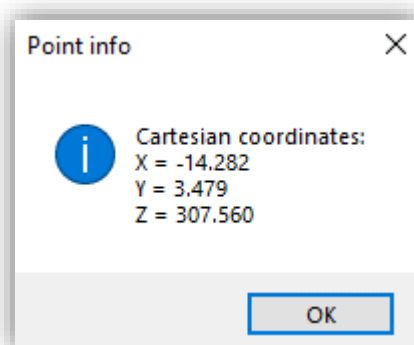 Point info
Cartesian coordinates:
X = -14.282
Y = 3.479
Z = 307.560
OK